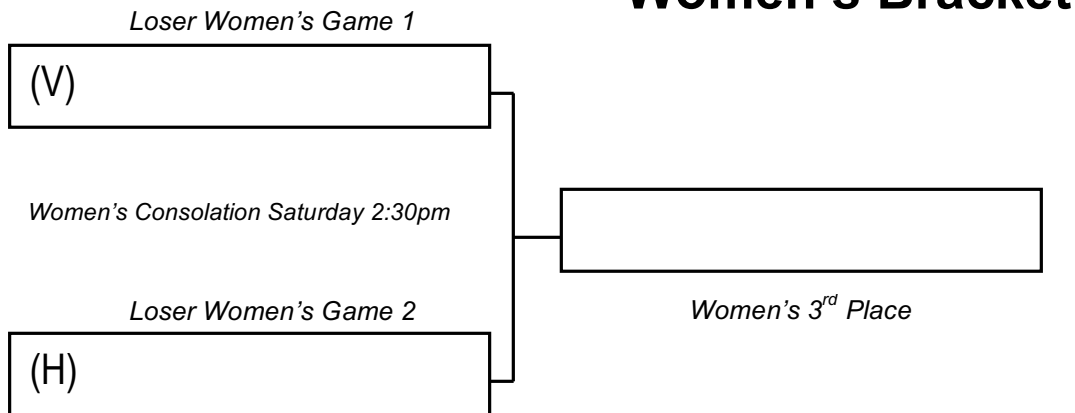 Women's Bracket
Loser Women's Game 1
(V)
Women's Consolation Saturday 2:30pm
Loser Women's Game 2
Women's 3rd Place
(H)